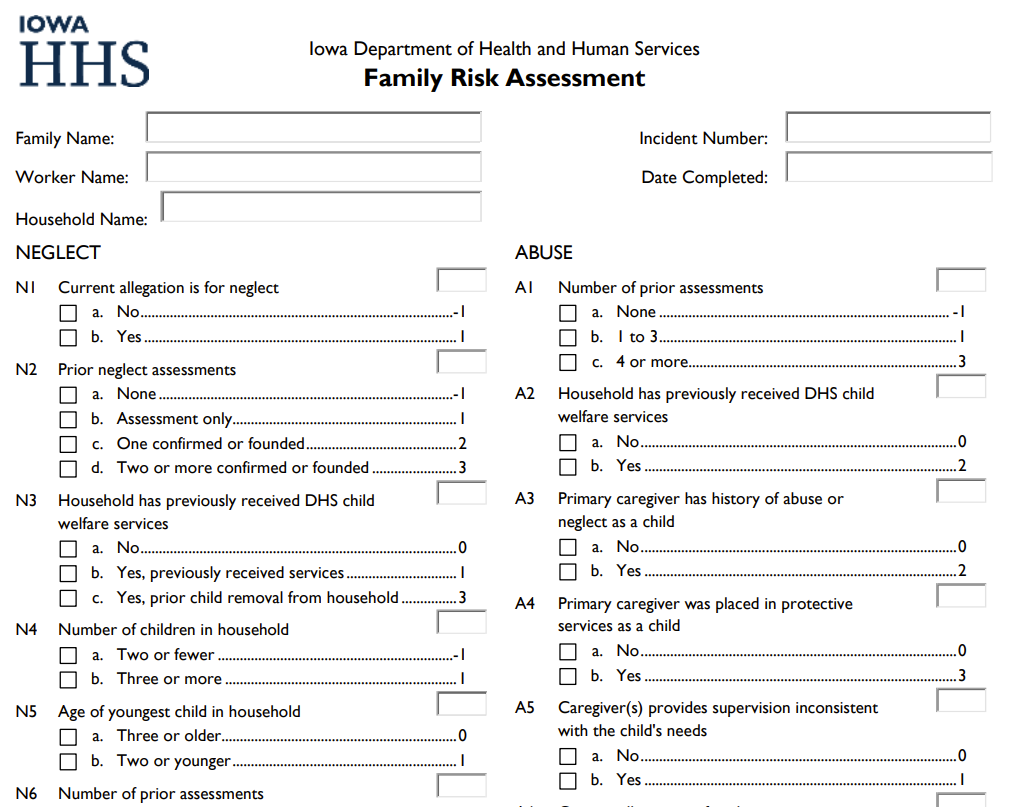 IOWA
HHS
Iowa Department of Health and Human Services
Family Risk Assessment
Family Name:
Incident Number:
Worker Name:
Date Completed:
Household Name:
NEGLECT
N1 Current allegation is for neglect
a. No -1
b. Yes 1
N2 Prior neglect assessments
a. None -1
b. Assessment only 1
c. One confirmed or founded 2
d. Two or more confirmed or founded 3
N3 Household has previously received DHS child
welfare services
a. No 0
b. Yes, previously received services 1
c. Yes, prior child removal from household 3
N4 Number of children in household
a. Two or fewer -1
b. Three or more 1
N5 Age of youngest child in household
a. Three or older 0
b. Two or younger 1
N6 Number of prior assessments
ABUSE
A1 Number of prior assessments
a. None -1
b. 1 to 3 1
c. 4 or more 3
A2 Household has previously received DHS child
welfare services
a. No 0
b. Yes 2
A3 Primary caregiver has history of abuse or
neglect as a child
a. No 0
b. Yes 2
A4 Primary caregiver was placed in protective
services as a child
a. No 0
b. Yes 3
A5 Caregiver(s) provides supervision inconsistent
with the child's needs
a. No 0
b. Yes 1